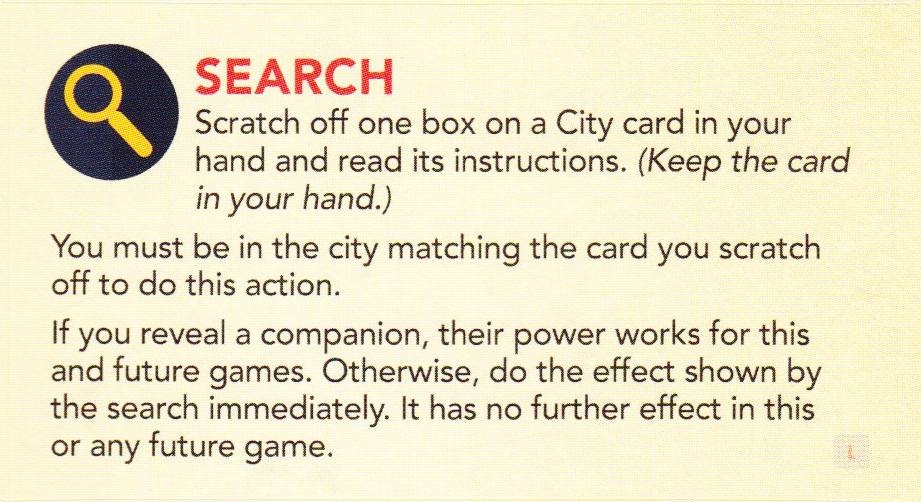 SEARCH
Scratch off one box on a City card in your
hand and read its instructions. (Keep the card
in your hand.)
You must be in the city matching the card you scratch
off to do this action.
If you reveal a companion, their power works for this
and future games. Otherwise, do the effect shown by
the search immediately. It has no further effect in this
or any future game.
L